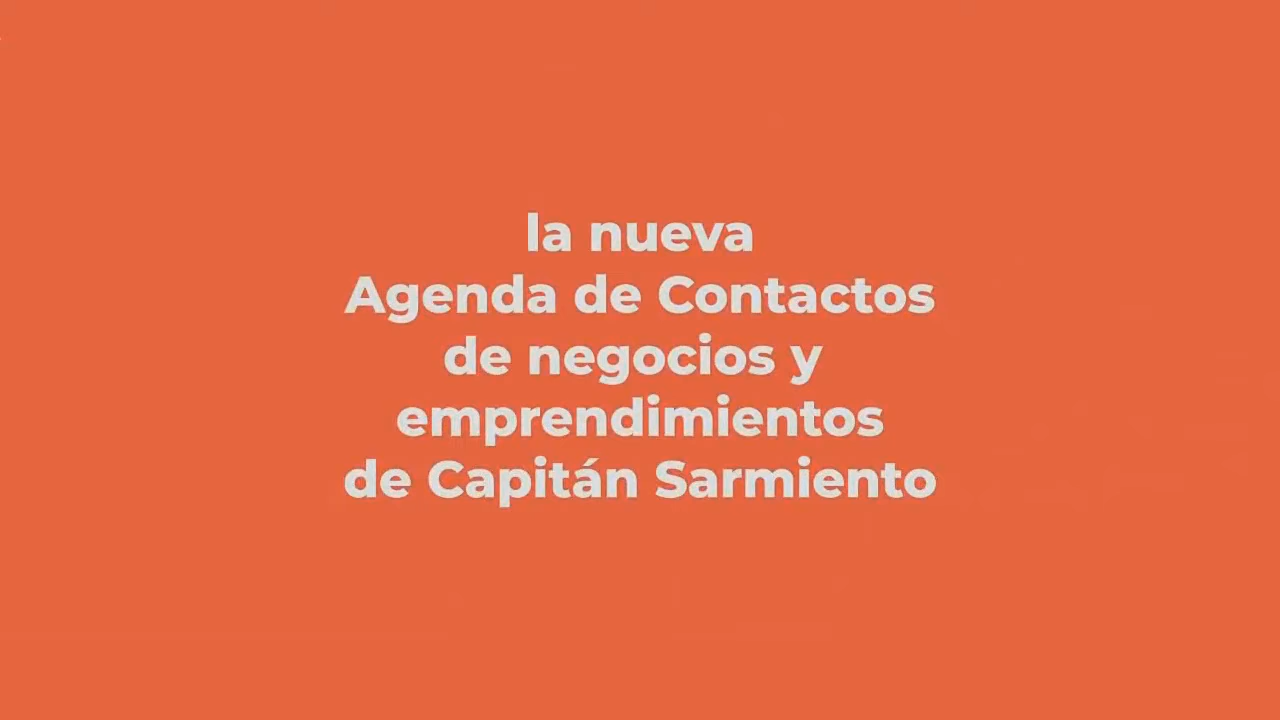 la nueva
Agenda de Contactos
de negocios y
emprendimientos
de Capitán Sarmiento